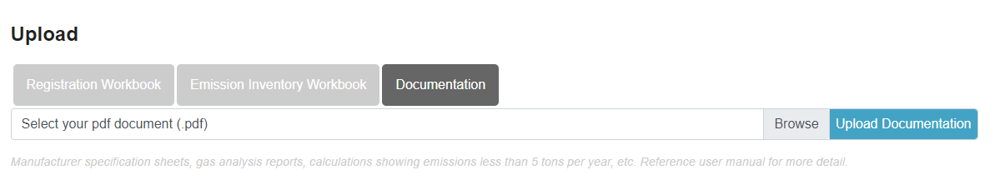 Upload
Registration Workbook Emission Inventory Workbook Documentation
Select your pdf document (.pdf) Browse Upload Documentation
Manufacturer specification sheets, gas analysis reports, calculations showing emissions less than 5 tons per year, etc. Reference user manual for more detail.